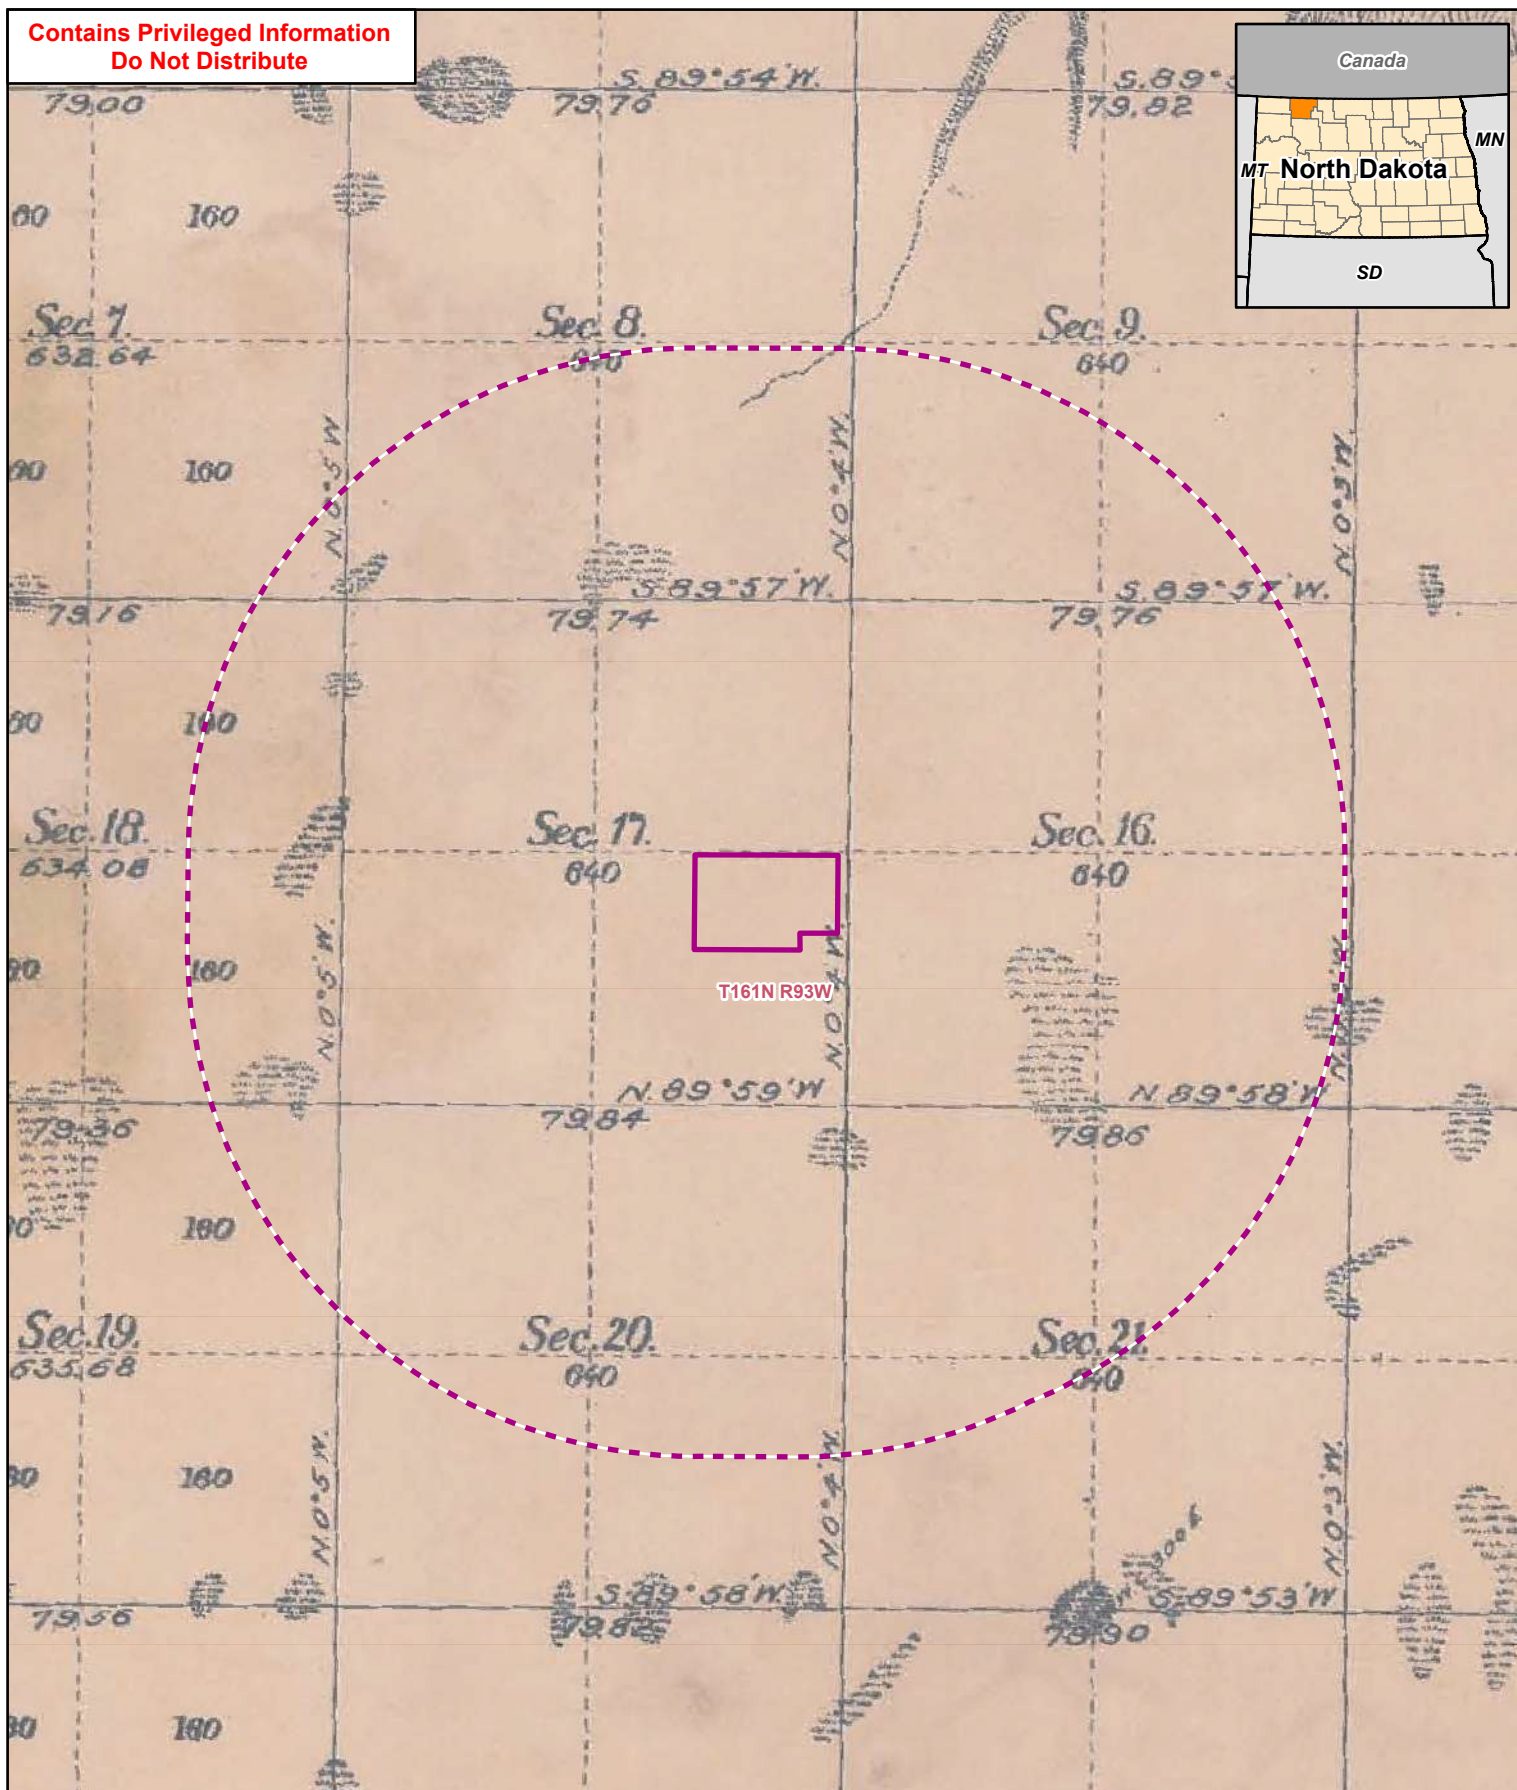 Contains Privileged Information
Do Not Distribute
Canada
MT
North Dakota
MN
SD
79.00
S. 89°54'W.
79.76
S. 89°
79.82
160
Sec. 7.
632.64
Sec. 8.
640
Sec. 9.
640
160
N. 0°5'W
N. 0°4'W.
N. 0°3'W.
79.16
S. 89°57'W.
79.74
S. 89°57'W.
79.76
160
Sec. 18.
634.08
Sec. 17.
640
Sec. 16.
640
160
N. 0°5'W.
N. 0°4'W.
T161N R93W
79.36
N. 89°59'W
79.84
N. 89°58'W
79.86
160
Sec. 19.
635.68
Sec. 20.
640
Sec. 21.
640
160
N. 0°5'W.
N. 0°4'W.
N. 0°3'W.
79.56
S. 89°58'W.
79.82
S. 89°53'W
79.90
160